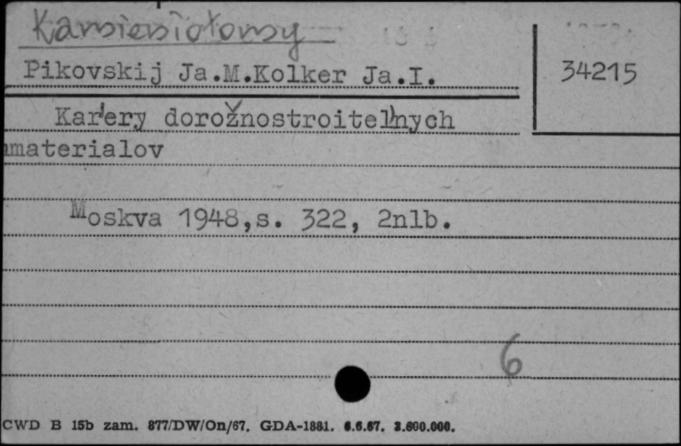 Kamieniołomy
Pikovskij Ja.M.Kolker Ja.I.
34215
Kar'ery dorožnostroitel'nych
materialov
Moskva 1948,s. 322, 2nlb.
6
CWD B 15b zam. 877/DW/On/67. GDA-1881. 6.6.67. 3.600.000.